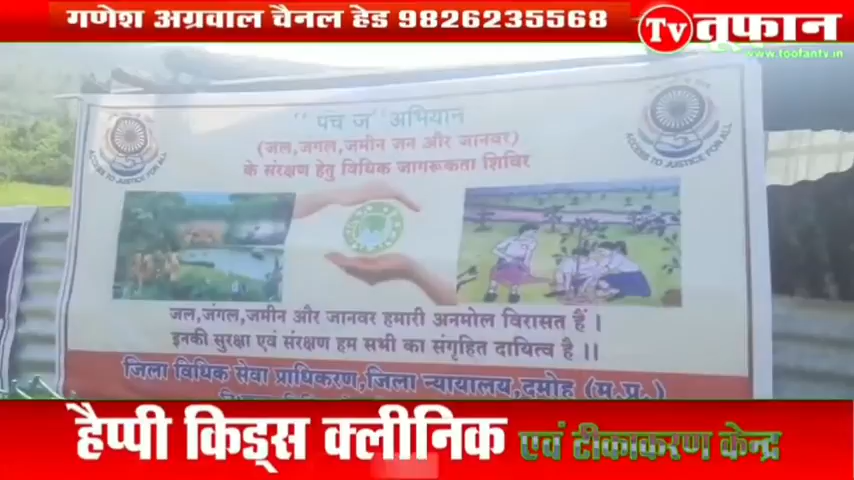 गणेश अग्रवाल चैनल हेड 9826235568
Tv तूफान
www.toofantv.in
"पंच ज" अभियान
(जल,जंगल,जमीन जन और जानवर)
के संरक्षण हेतु विधिक जागरूकता शिविर
ACCESS TO JUSTICE FOR ALL
ACCESS TO JUSTICE FOR ALL
जल,जंगल,जमीन और जानवर हमारी अनमोल विरासत हैं ।
इनकी सुरक्षा एवं संरक्षण हम सभी का संगृहित दायित्व है ।।
जिला विधिक सेवा प्राधिकरण,जिला न्यायालय,दमोह (म.प्र.)
हैप्पी किड्स क्लीनिक एवं टीकाकरण केन्द्र